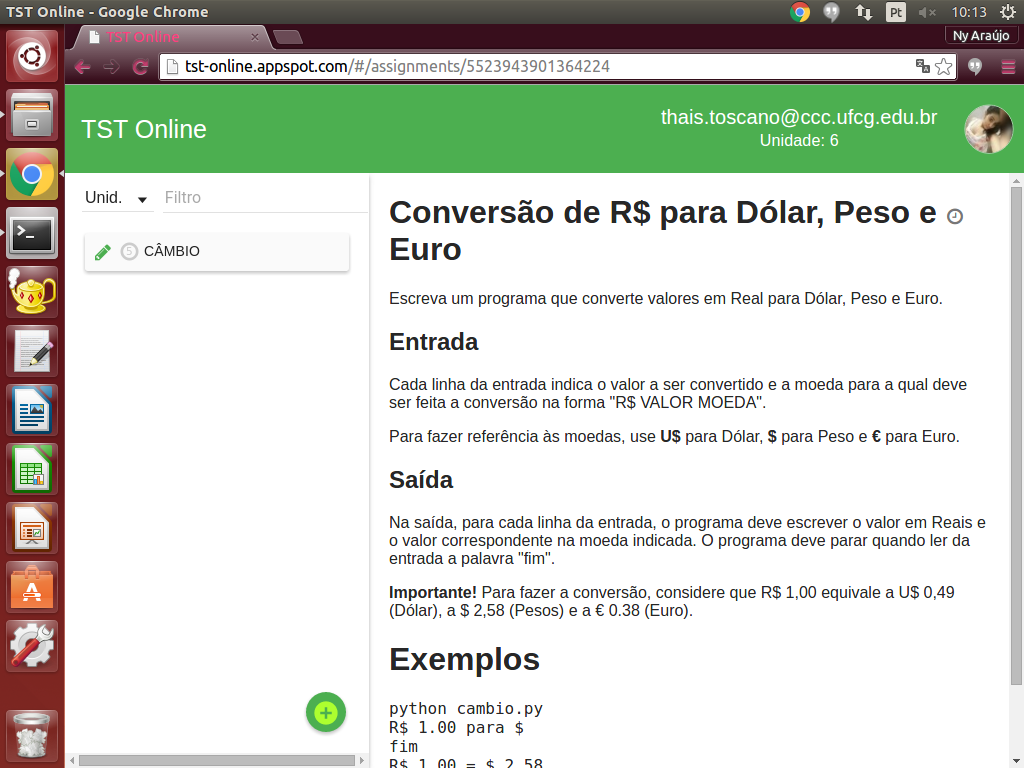 TST Online - Google Chrome
Pt
10:13
TST Online
Ny Araújo
tst-online.appspot.com/#/assignments/5523943901364224
TST Online
thais.toscano@ccc.ufcg.edu.br
Unidade: 6
Unid.
Filtro
5 CÂMBIO
Conversão de R$ para Dólar, Peso e
Euro
Escreva um programa que converte valores em Real para Dólar, Peso e Euro.
Entrada
Cada linha da entrada indica o valor a ser convertido e a moeda para a qual deve
ser feita a conversão na forma "R$ VALOR MOEDA".
Para fazer referência às moedas, use U$ para Dólar, $ para Peso e € para Euro.
Saída
Na saída, para cada linha da entrada, o programa deve escrever o valor em Reais e
o valor correspondente na moeda indicada. O programa deve parar quando ler da
entrada a palavra "fim".
Importante! Para fazer a conversão, considere que R$ 1,00 equivale a U$ 0,49
(Dólar), a $ 2,58 (Pesos) e a € 0.38 (Euro).
Exemplos
python cambio.py
R$ 1.00 para $
fim
R$ 1.00 = $ 2.58